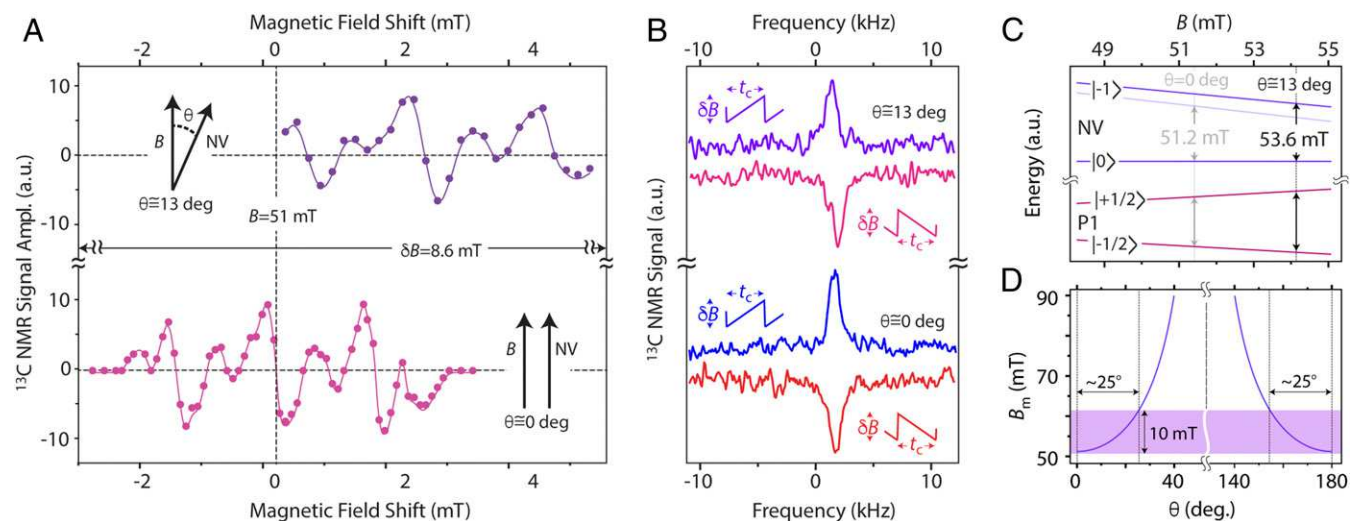 A
Magnetic Field Shift (mT)
-2 0 2 4
10
0
-10
B
θ
NV
θ≅13 deg
B=51 mT
δB=8.6 mT
¹³C NMR Signal Ampl. (a.u.)
10
0
-10
B
NV
θ≅0 deg
-2 0 2 4
Magnetic Field Shift (mT)
B
Frequency (kHz)
-10 0 10
δB
tc
θ≅13 deg
δB
tc
¹³C NMR Signal (a.u.)
δB
tc
θ≅0 deg
δB
tc
-10 0 10
Frequency (kHz)
C
B (mT)
49 51 53 55
|-1⟩
θ=0 deg
θ≅13 deg
NV
51.2 mT
53.6 mT
|0⟩
|+1/2⟩
P1
|-1/2⟩
Energy (a.u.)
D
90
70
50
Bm (mT)
~25°
~25°
10 mT
0 40 140 180
θ (deg.)